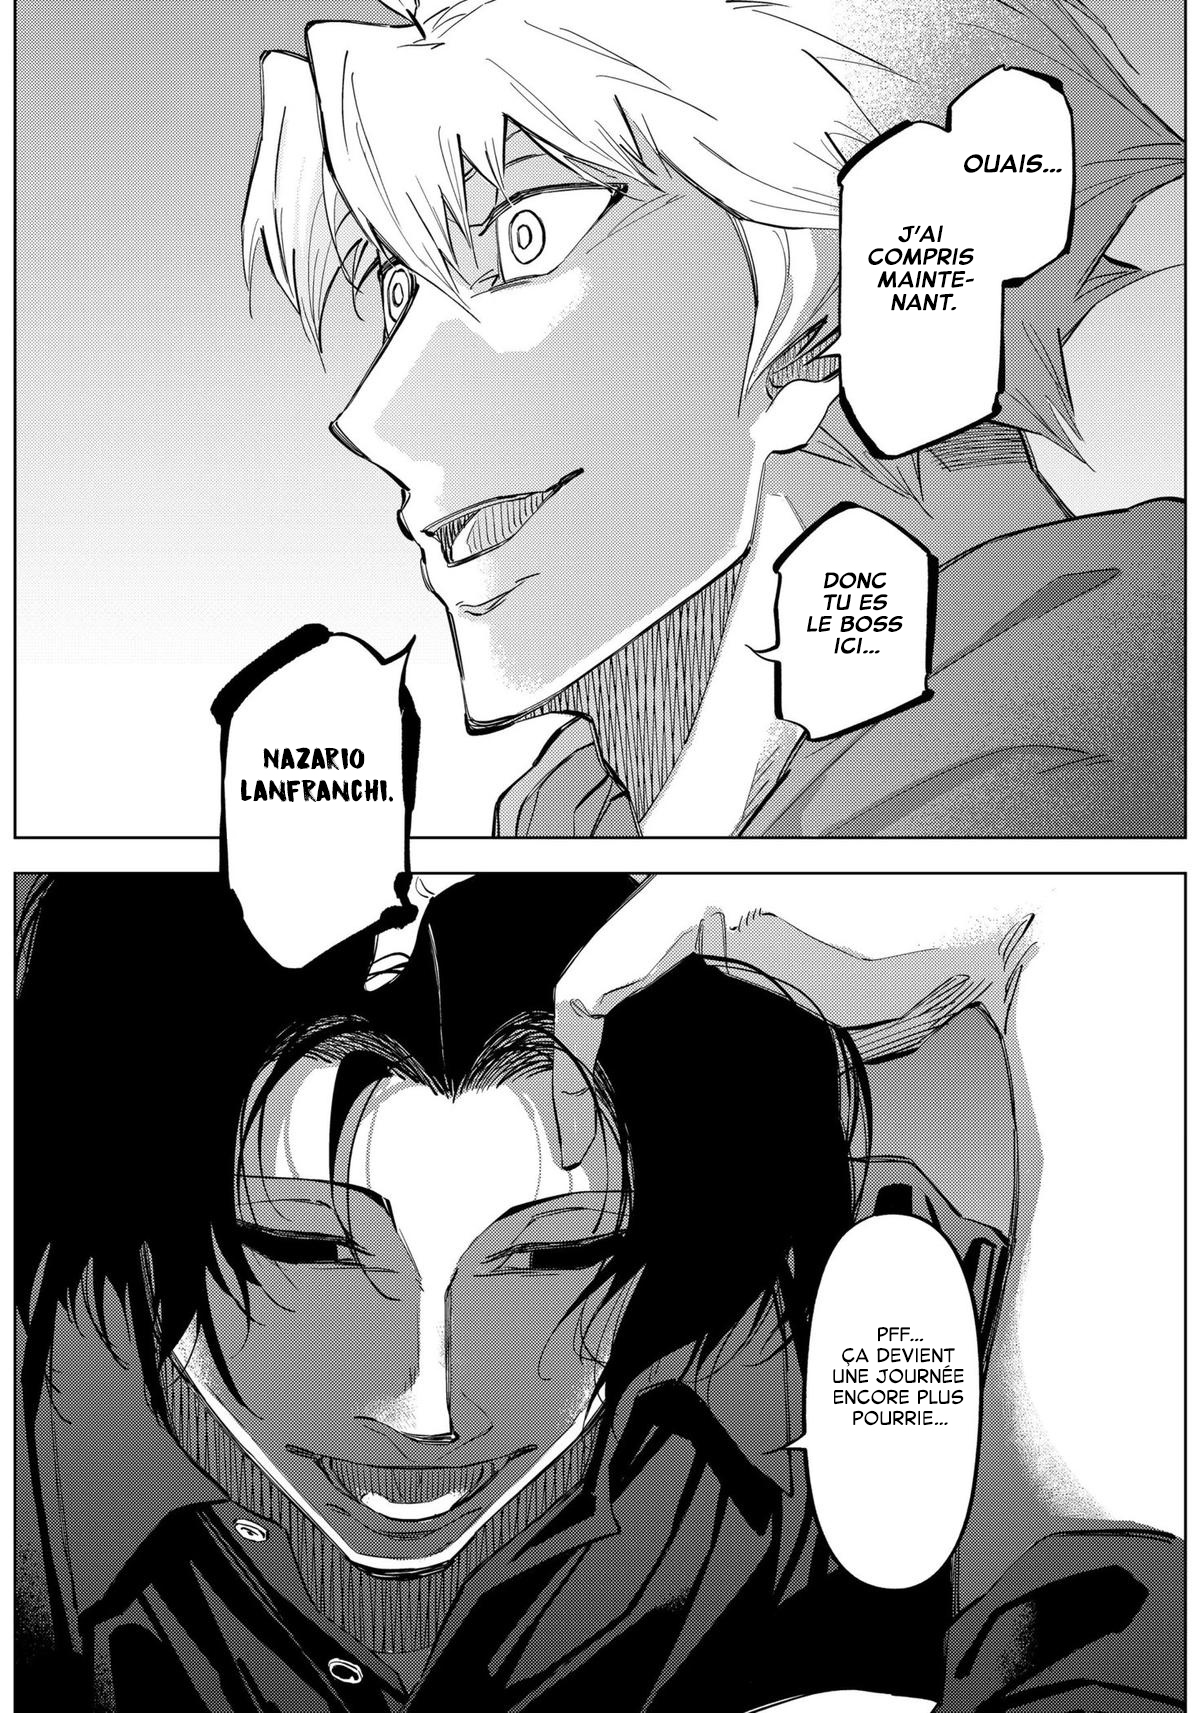 OUAIS...
J'AI
COMPRIS
MAINTE-
NANT.
DONC
TU ES
LE BOSS
ICI...
NAZARIO
LANFRANCHI.
PFF...
ÇA DEVIENT
UNE JOURNÉE
ENCORE PLUS
POURRIE...